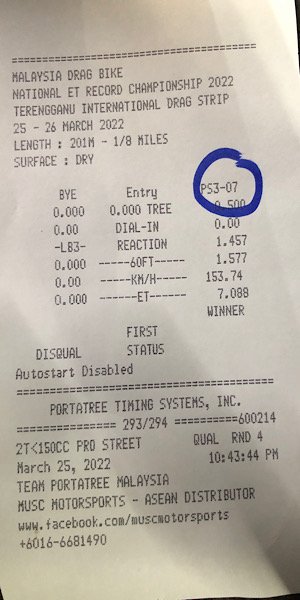 ==========================================
MALAYSIA DRAG BIKE
NATIONAL ET RECORD CHAMPIONSHIP 2022
TERENGGANU INTERNATIONAL DRAG STRIP
25 - 26 MARCH 2022
LENGTH : 201M - 1/8 MILES
SURFACE : DRY
BYE Entry PS3-07
0.000 0.000 TREE 0.500
0.00 DIAL-IN 0.00
-LB3- REACTION 1.457
0.000 ------60FT------ 1.577
0.00 ------KM/H------ 153.74
0.000 -------ET------- 7.088
WINNER
FIRST
DISQUAL STATUS
Autostart Disabled
==========================================
PORTATREE TIMING SYSTEMS, INC.
=============== 293/294 ==========600214
2T<150CC PRO STREET QUAL RND 4
March 25, 2022 10:43:44 PM
TEAM PORTATREE MALAYSIA
MUSC MOTORSPORTS - ASEAN DISTRIBUTOR
www.facebook.com/muscmotorsports
+6016-6681490